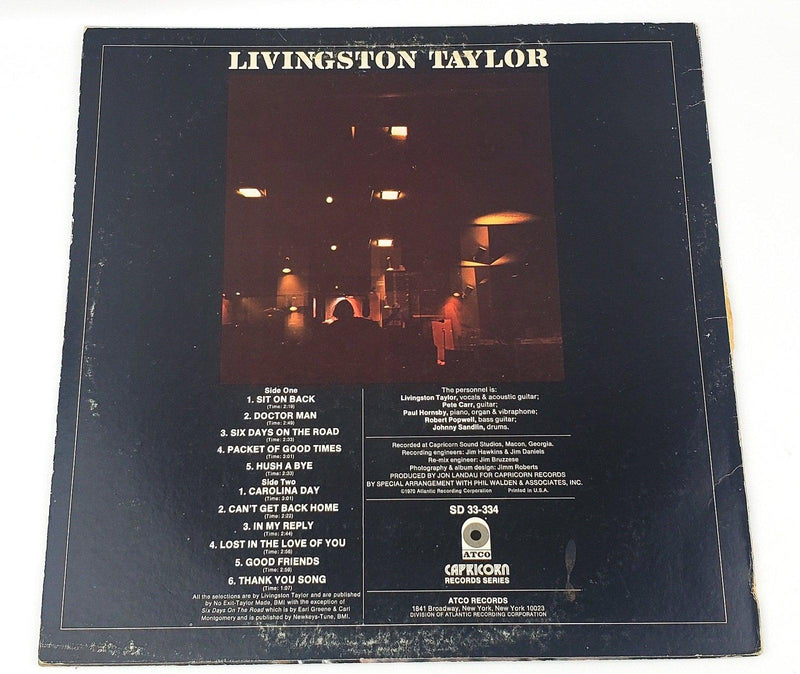 LIVINGSTON TAYLOR
Side One
1. SIT ON BACK
(Time: 2:19)
2. DOCTOR MAN
(Time: 2:49)
3. SIX DAYS ON THE ROAD
(Time: 2:33)
4. PACKET OF GOOD TIMES
(Time: 3:01)
5. HUSH A BYE
(Time: 2:33)
Side Two
1. CAROLINA DAY
(Time: 3:01)
2. CAN'T GET BACK HOME
(Time: 2:22)
3. IN MY REPLY
(Time: 2:44)
4. LOST IN THE LOVE OF YOU
(Time: 2:56)
5. GOOD FRIENDS
(Time: 2:59)
6. THANK YOU SONG
(Time: 1:07)
All the selections are by Livingston Taylor and are published
by No Exit-Taylor Made, BMI with the exception of
Six Days On The Road which is by Earl Greene & Carl
Montgomery and is published by Newkeys-Tune, BMI.
The personnel is:
Livingston Taylor, vocals & acoustic guitar;
Pete Carr, guitar;
Paul Hornsby, piano, organ & vibraphone;
Robert Popwell, bass guitar;
Johnny Sandlin, drums.
Recorded at Capricorn Sound Studios, Macon, Georgia.
Recording engineers: Jim Hawkins & Jim Daniels
Re-mix engineer: Jim Bruzzese
Photography & album design: Jimm Roberts
PRODUCED BY JON LANDAU FOR CAPRICORN RECORDS
BY SPECIAL ARRANGEMENT WITH PHIL WALDEN & ASSOCIATES, INC.
©1970 Atlantic Recording Corporation Printed in U.S.A.
SD 33-334
ATCO
CAPRICORN
RECORDS SERIES
ATCO RECORDS
1841 Broadway, New York, New York 10023
DIVISION OF ATLANTIC RECORDING CORPORATION